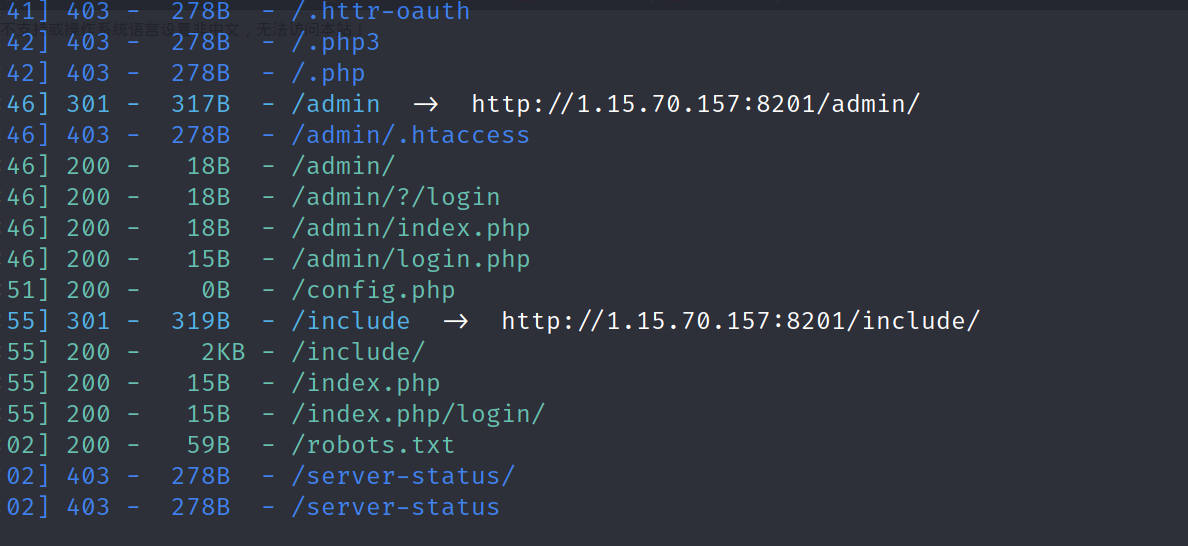 41] 403 - 278B - /.httr-oauth
42] 403 - 278B - /.php3
42] 403 - 278B - /.php
46] 301 - 317B - /admin → http://1.15.70.157:8201/admin/
46] 403 - 278B - /admin/.htaccess
46] 200 - 18B - /admin/
46] 200 - 18B - /admin/?/login
46] 200 - 18B - /admin/index.php
46] 200 - 15B - /admin/login.php
51] 200 - 0B - /config.php
55] 301 - 319B - /include → http://1.15.70.157:8201/include/
55] 200 - 2KB - /include/
55] 200 - 15B - /index.php
55] 200 - 15B - /index.php/login/
02] 200 - 59B - /robots.txt
02] 403 - 278B - /server-status/
02] 403 - 278B - /server-status